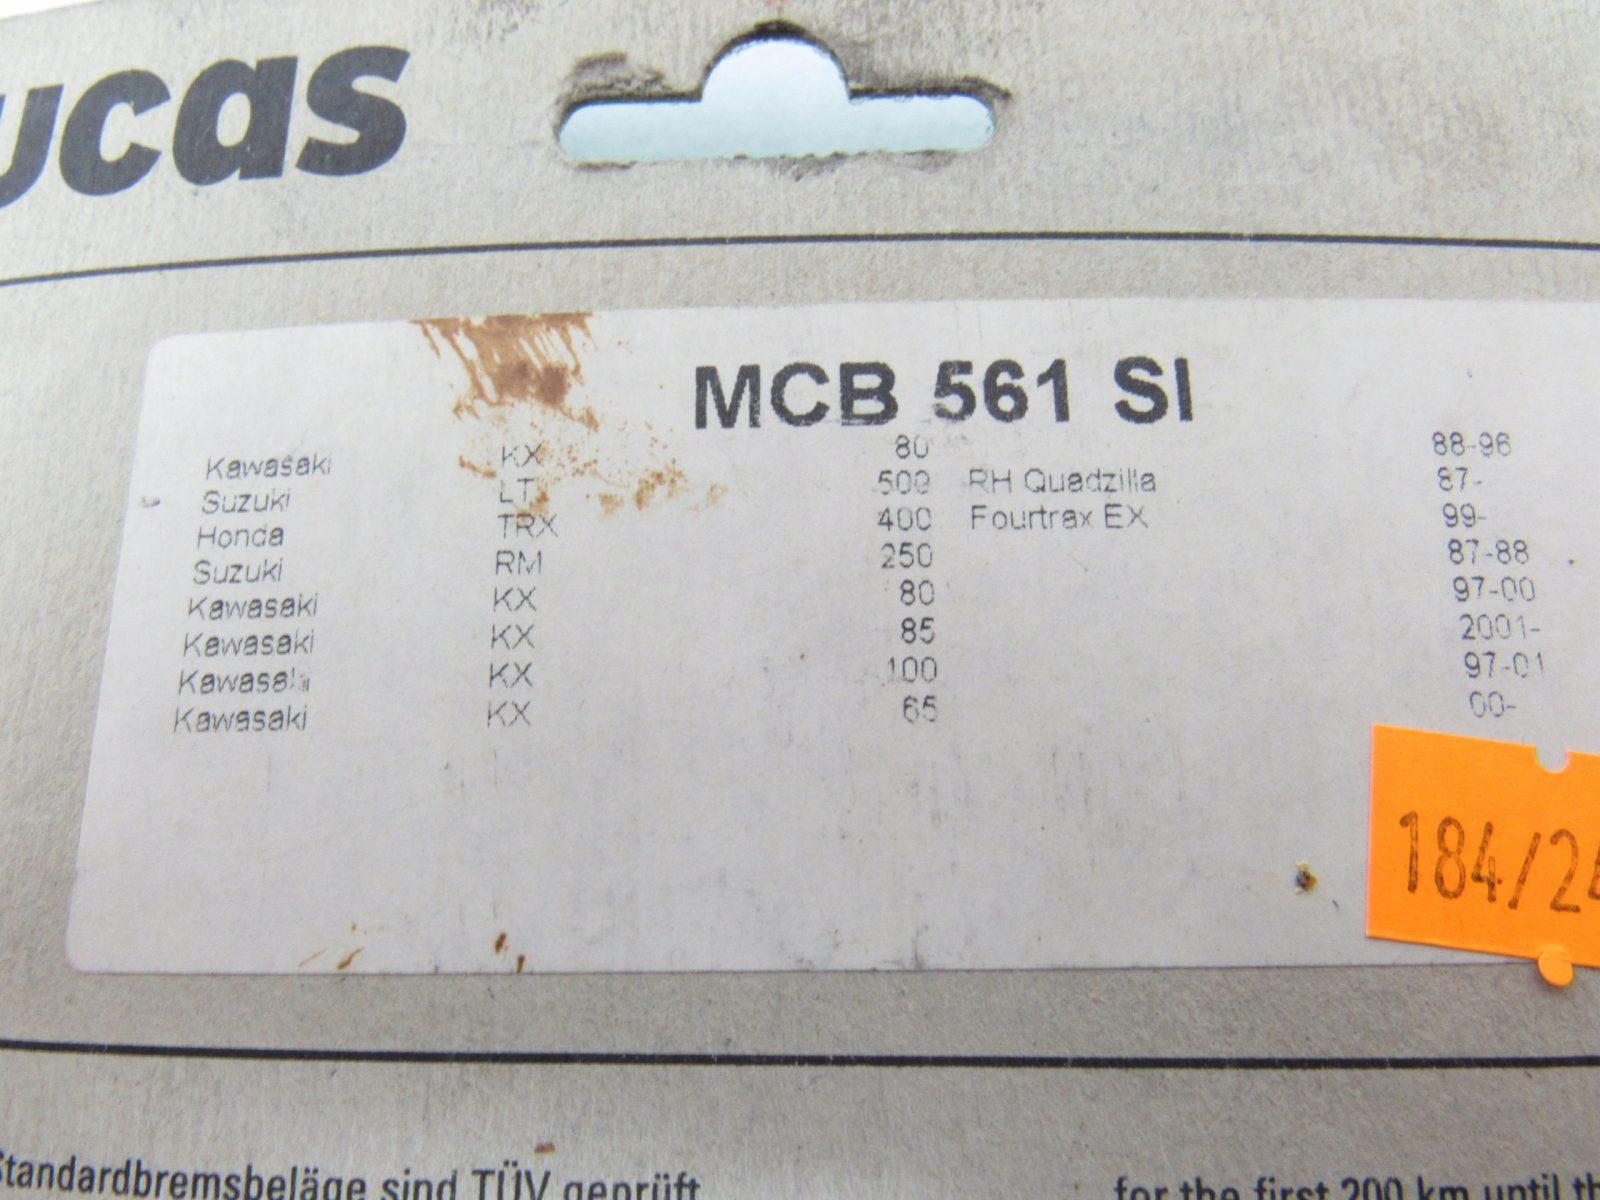 ucas
MCB 561 SI
Kawasaki KX 80 88-96
Suzuki LT 500 RH Quadzilla 87-
Honda TRX 400 Fourtrax EX 99-
Suzuki RM 250 87-88
Kawasaki KX 80 97-00
Kawasaki KX 85 2001-
Kawasaki KX 100 97-01
Kawasaki KX 65 00-
184/2
Standardbremsbeläge sind TÜV geprüft
for the first 200 km until th